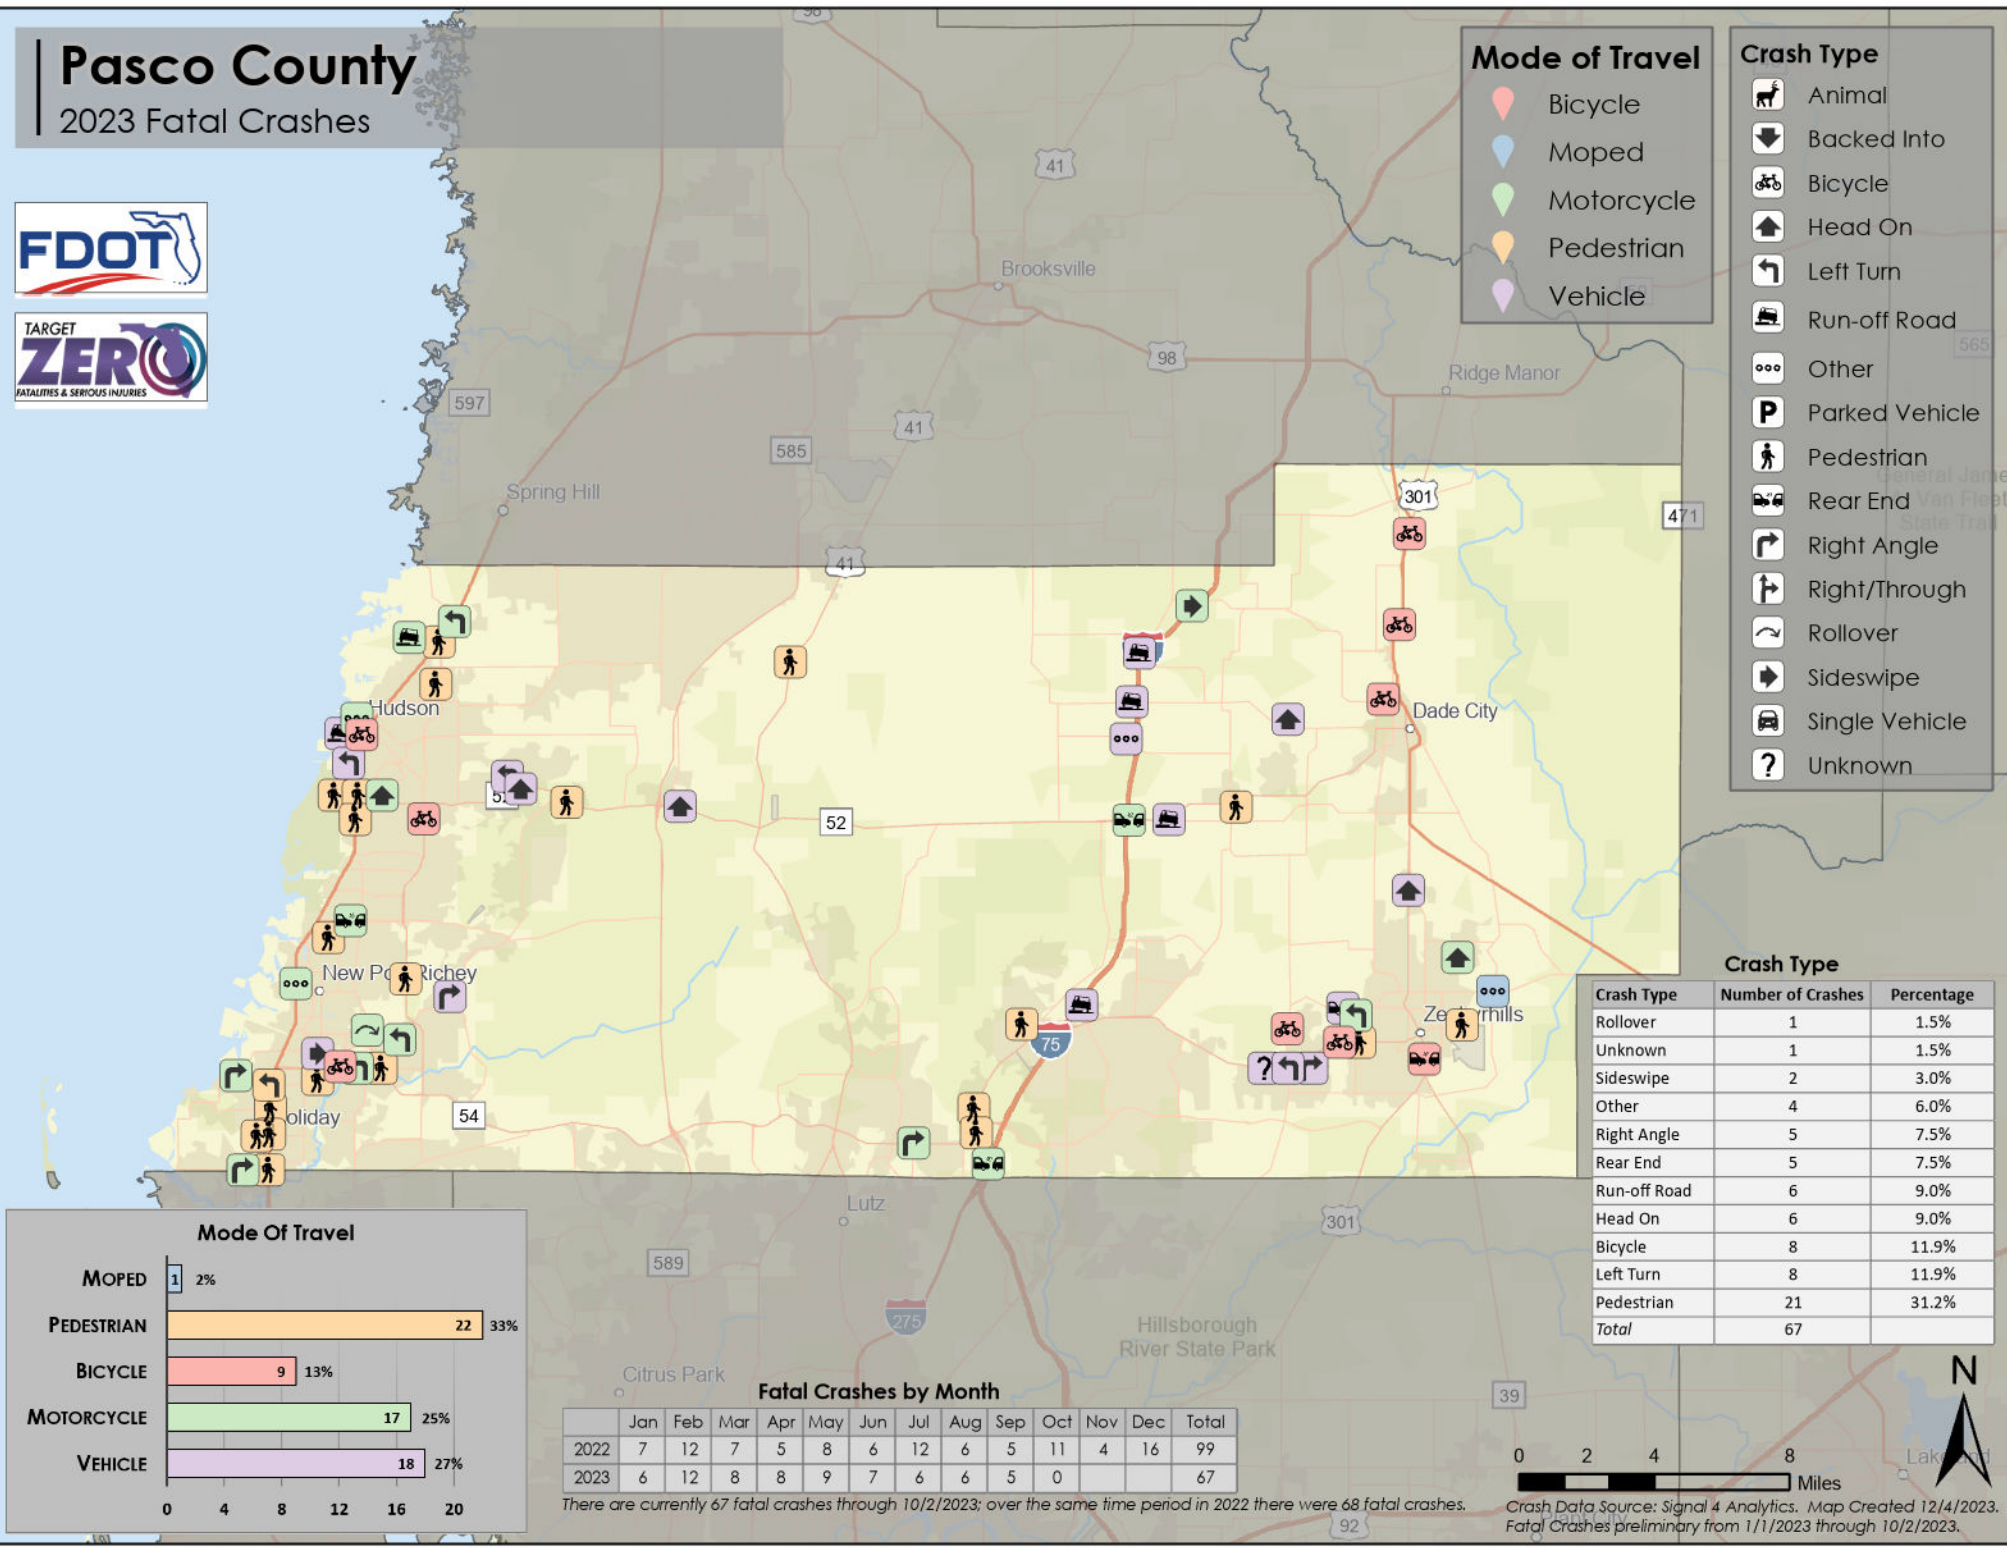 Pasco County
2023 Fatal Crashes
FDOT
TARGET
ZERO
FATALITIES & SERIOUS INJURIES
Mode of Travel
Bicycle
Moped
Motorcycle
Pedestrian
Vehicle
Crash Type
Animal
Backed Into
Bicycle
Head On
Left Turn
Run-off Road
Other
P Parked Vehicle
Pedestrian
Rear End
Right Angle
Right/Through
Rollover
Sideswipe
Single Vehicle
? Unknown
98
41
Brooksville
98
Ridge Manor
565
597
41
585
Spring Hill
301
471
General Jame
Van Fleet
State Trail
41
Hudson
Dade City
52
New Po Richey
Ze rhills
75
?
oliday
54
Lutz
301
589
275
Hillsborough
River State Park
Citrus Park
39
92
Plant City
Lakeland
Crash Type
Crash Type Number of Crashes Percentage
Rollover 1 1.5%
Unknown 1 1.5%
Sideswipe 2 3.0%
Other 4 6.0%
Right Angle 5 7.5%
Rear End 5 7.5%
Run-off Road 6 9.0%
Head On 6 9.0%
Bicycle 8 11.9%
Left Turn 8 11.9%
Pedestrian 21 31.2%
Total 67
Mode Of Travel
MOPED 1 2%
PEDESTRIAN 22 33%
BICYCLE 9 13%
MOTORCYCLE 17 25%
VEHICLE 18 27%
0 4 8 12 16 20
Fatal Crashes by Month
Jan Feb Mar Apr May Jun Jul Aug Sep Oct Nov Dec Total
2022 7 12 7 5 8 6 12 6 5 11 4 16 99
2023 6 12 8 8 9 7 6 6 5 0 67
There are currently 67 fatal crashes through 10/2/2023; over the same time period in 2022 there were 68 fatal crashes.
N
0 2 4 8
Miles
Crash Data Source: Signal 4 Analytics. Map Created 12/4/2023.
Fatal Crashes preliminary from 1/1/2023 through 10/2/2023.